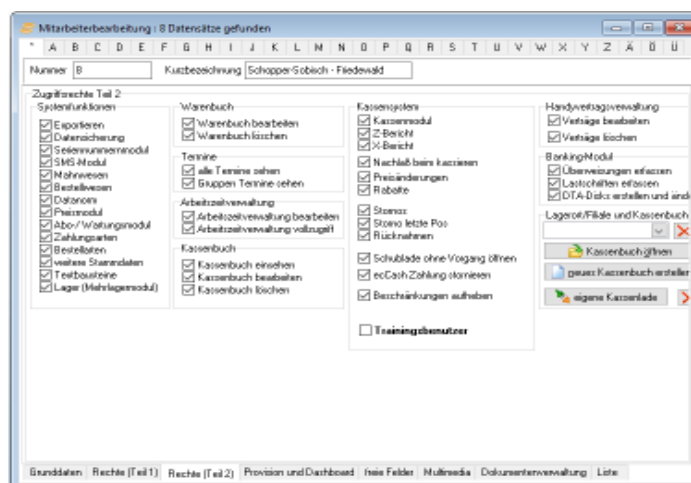 Mitarbeiterbearbeitung : 8 Datensätze gefunden
* A B C D E F G H I J K L M N O P Q R S T U V W X Y Z Ä Ö Ü
Nummer 8 Kurzbezeichnung Schopper-Sobisch - Friedewald
Zugriffsrechte Teil 2
Systemfunktionen
Exportieren
Datensicherung
Seriennummernmodul
SMS-Modul
Mahnwesen
Bestellwesen
Datanorm
Preismodul
Abo-/Wartungsmodul
Zahlungsarten
Bestellarten
weitere Stammdaten
Textbausteine
Lager (Mehrlagermodul)
Warenbuch
Warenbuch bearbeiten
Warenbuch löschen
Termine
alle Termine sehen
Gruppen Termine sehen
Arbeitszeitverwaltung
Arbeitszeitverwaltung bearbeiten
Arbeitszeitverwaltung vollzugriff
Kassenbuch
Kassenbuch einsehen
Kassenbuch bearbeiten
Kassenbuch löschen
Kassensystem
Kassenmodul
Z-Bericht
X-Bericht
Nachlaß beim kassieren
Preisänderungen
Rabatte
Stornos
Storno letzte Pos
Rücknahmen
Schublade ohne Vorgang öffnen
ecCash Zahlung stornieren
Beschränkungen aufheben
Trainingsbenutzer
Handyvertragsverwaltung
Verträge bearbeiten
Verträge löschen
Banking-Modul
Überweisungen erfassen
Lastschriften erfassen
DTA-Disks erstellen und ände
Lagerort/Filiale und Kassenbuch
Kassenbuch öffnen
neues Kassenbuch erstellen
eigene Kassenlade
Grunddaten Rechte (Teil 1) Rechte (Teil 2) Provision und Dashboard freie Felder Multimedia Dokumentenverwaltung Liste